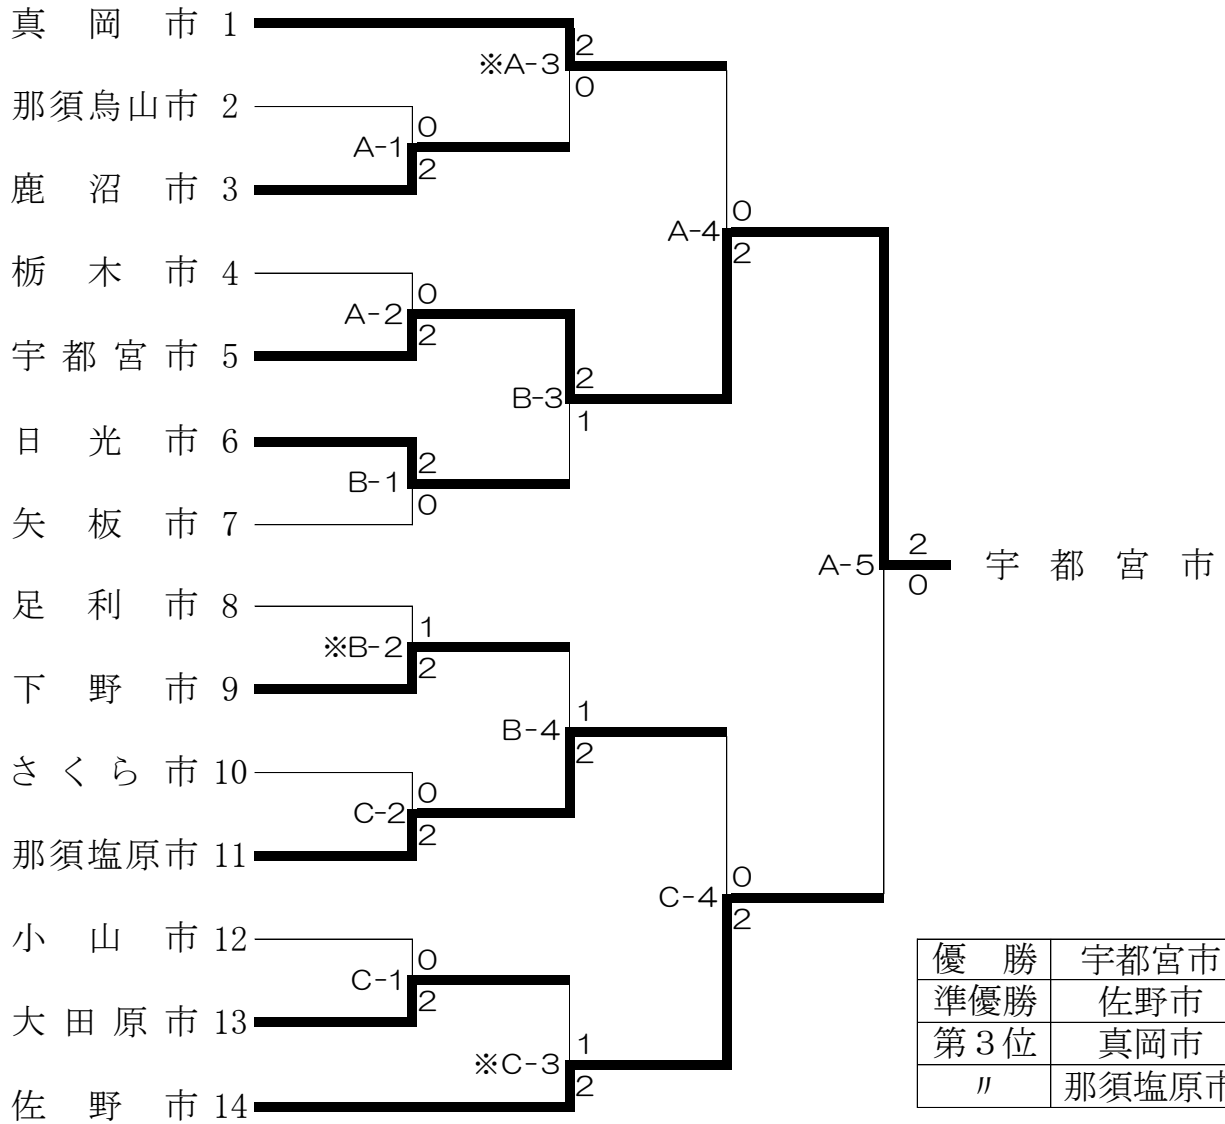 真岡市 1
2
※A-3
0
那須烏山市 2
0
A-1
2
鹿沼市 3
0
A-4
2
栃木市 4
0
A-2
2
宇都宮市 5
2
B-3
1
日光市 6
2
B-1
0
矢板市 7
2
A-5
0
宇都宮市
足利市 8
1
※B-2
2
下野市 9
1
B-4
2
さくら市 10
0
C-2
2
那須塩原市 11
0
C-4
2
小山市 12
0
C-1
2
大田原市 13
1
※C-3
2
佐野市 14
優勝 宇都宮市
準優勝 佐野市
第3位 真岡市
〃 那須塩原市